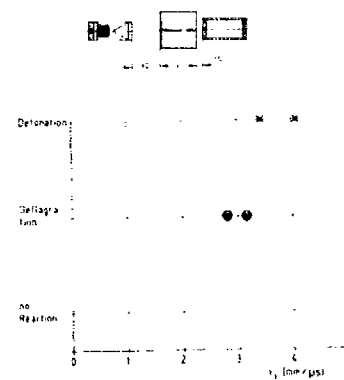 Detonation
Deflagra
tion
no
Reaction
0 1 2 3 4
[mm/µs]